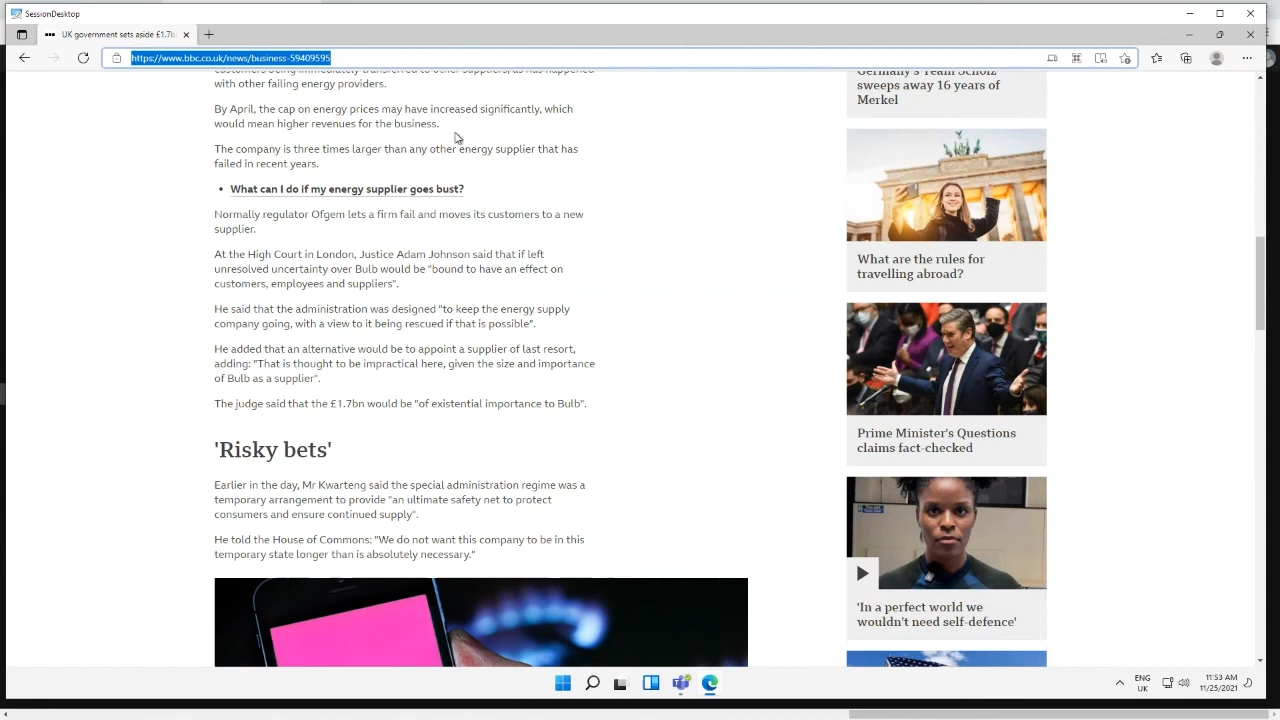 SessionDesktop
UK government sets aside £1.7b
https://www.bbc.co.uk/news/business-59409595
customers being immediately transferred to other suppliers, as has happened
with other failing energy providers.
By April, the cap on energy prices may have increased significantly, which
would mean higher revenues for the business.
The company is three times larger than any other energy supplier that has
failed in recent years.
• What can I do if my energy supplier goes bust?
Normally regulator Ofgem lets a firm fail and moves its customers to a new
supplier.
At the High Court in London, Justice Adam Johnson said that if left
unresolved uncertainty over Bulb would be "bound to have an effect on
customers, employees and suppliers".
He said that the administration was designed "to keep the energy supply
company going, with a view to it being rescued if that is possible".
He added that an alternative would be to appoint a supplier of last resort,
adding: "That is thought to be impractical here, given the size and importance
of Bulb as a supplier".
The judge said that the £1.7bn would be "of existential importance to Bulb".
'Risky bets'
Earlier in the day, Mr Kwarteng said the special administration regime was a
temporary arrangement to provide "an ultimate safety net to protect
consumers and ensure continued supply".
He told the House of Commons: "We do not want this company to be in this
temporary state longer than is absolutely necessary."
Germany's Team Scholz
sweeps away 16 years of
Merkel
What are the rules for
travelling abroad?
Prime Minister's Questions
claims fact-checked
'In a perfect world we
wouldn't need self-defence'
ENG
UK
11:53 AM
11/25/2021